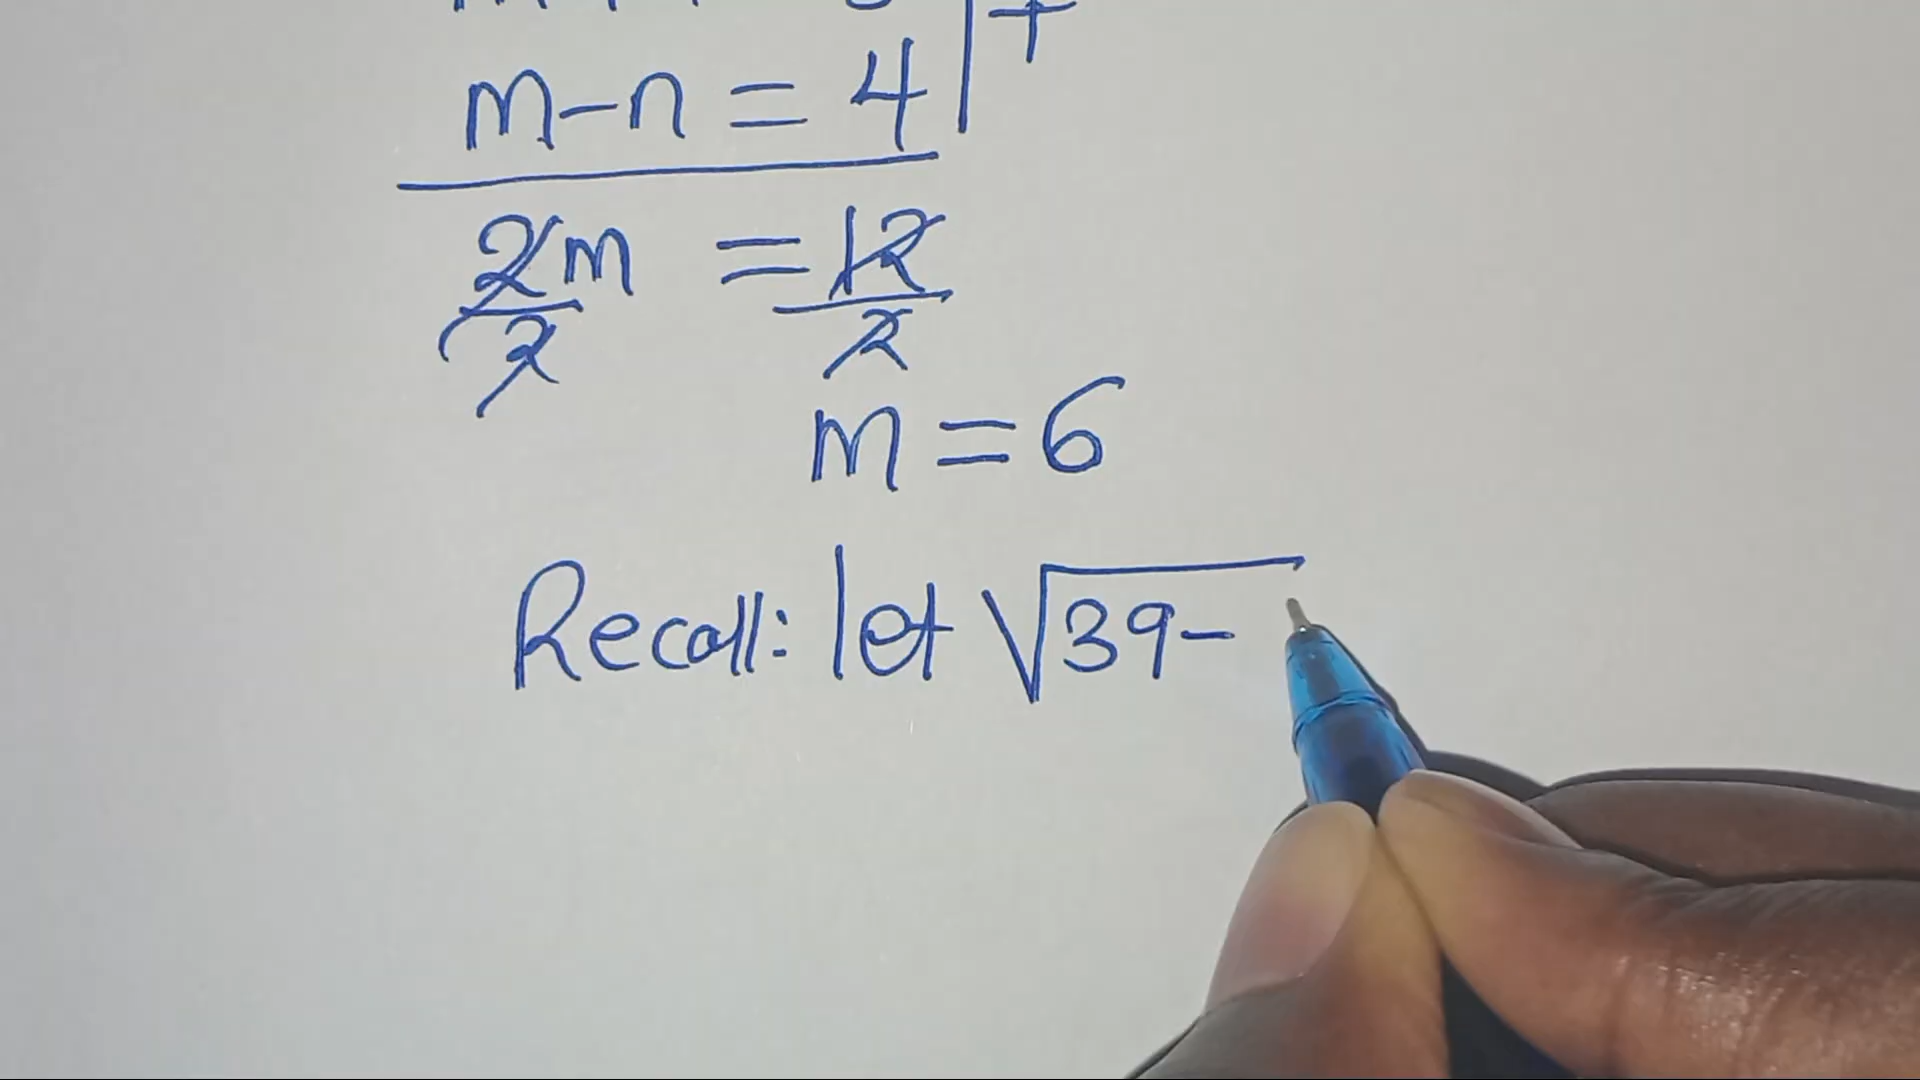 m-n = 4
2m/2 = 12/2
m = 6
Recall: let √39-